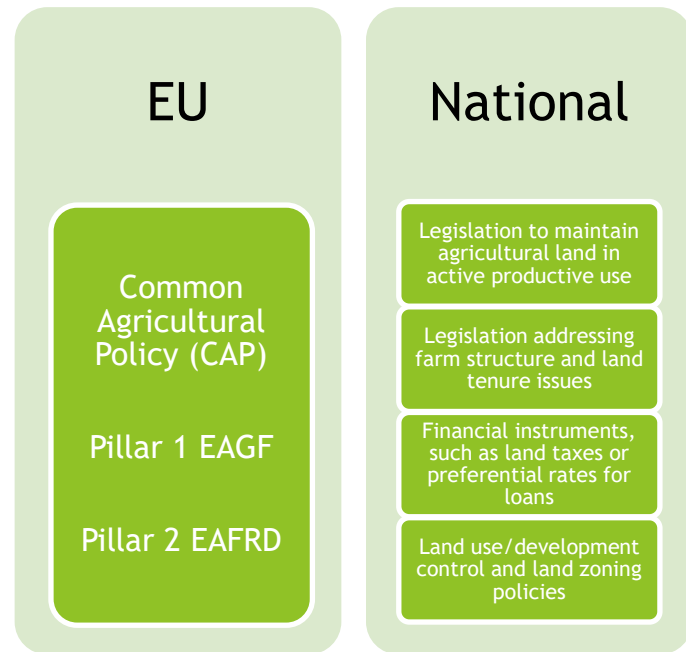 EU
Common
Agricultural
Policy (CAP)
Pillar 1 EAGF
Pillar 2 EAFRD
National
Legislation to maintain
agricultural land in
active productive use
Legislation addressing
farm structure and land
tenure issues
Financial instruments,
such as land taxes or
preferential rates for
loans
Land use/development
control and land zoning
policies